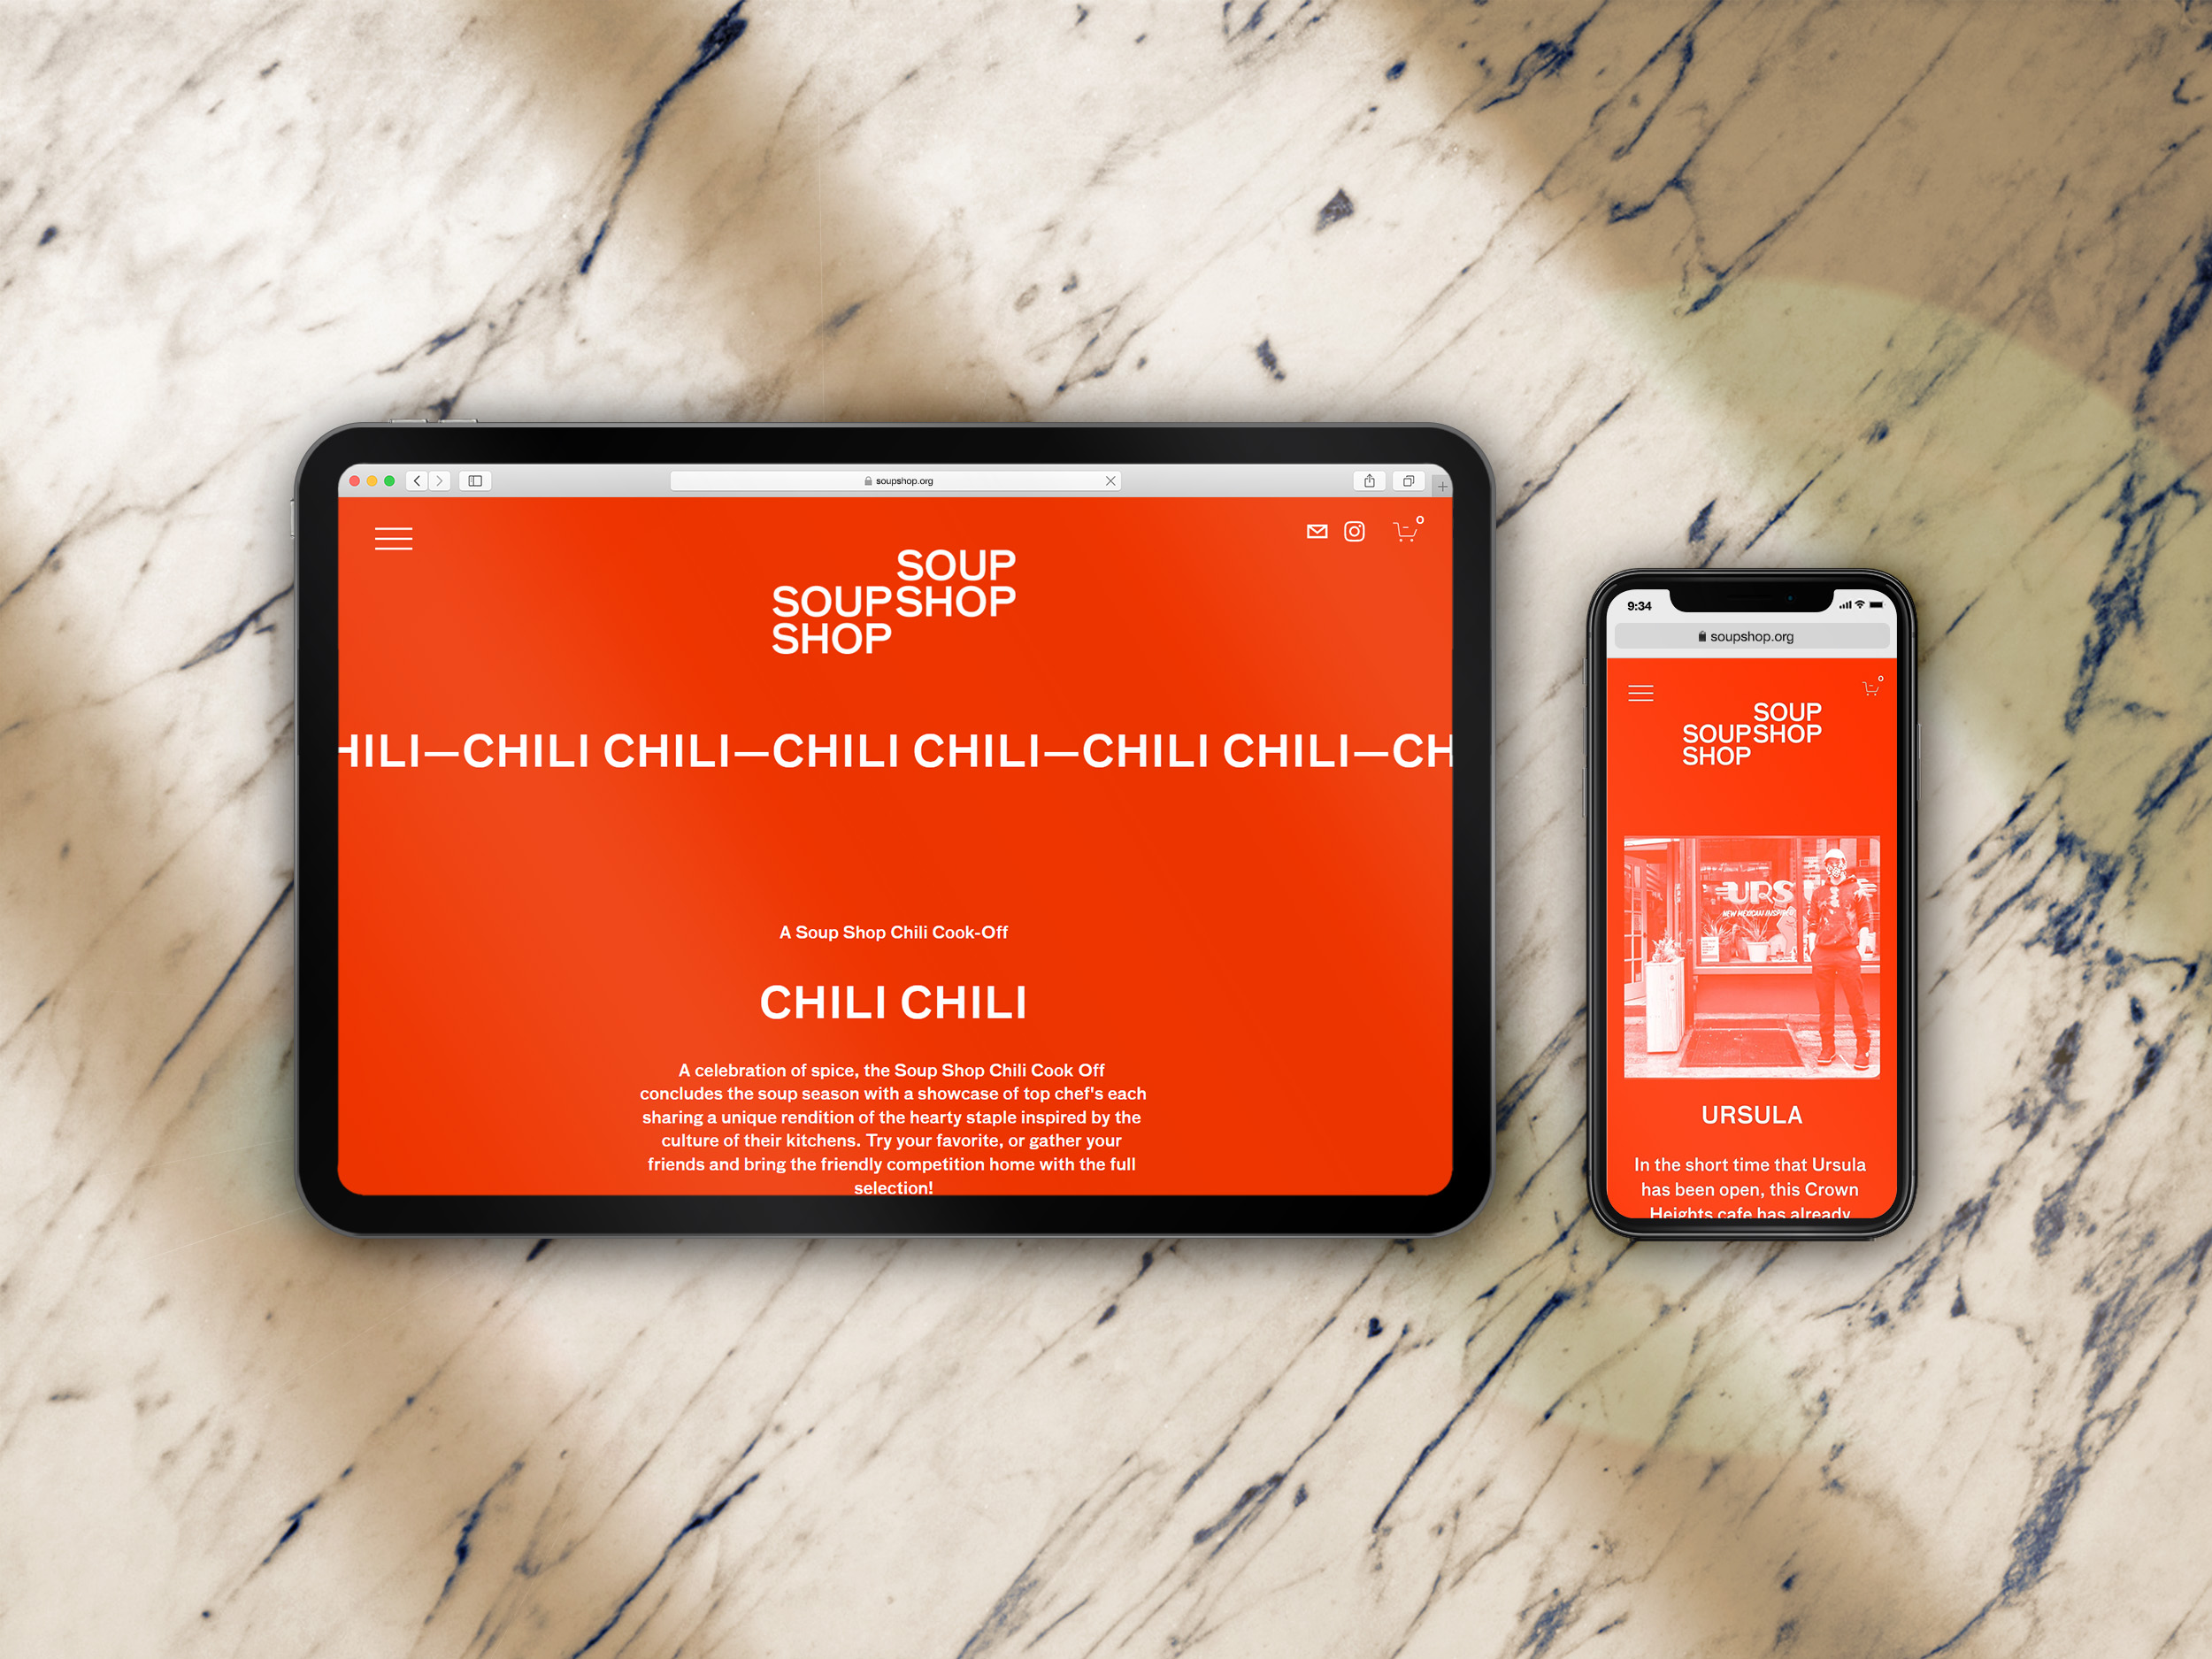 soupshop.org
0
SOUP
SOUPSHOP
SHOP
HILI—CHILI CHILI—CHILI CHILI—CHILI CHILI—CH
A Soup Shop Chili Cook-Off
CHILI CHILI
A celebration of spice, the Soup Shop Chili Cook Off
concludes the soup season with a showcase of top chef's each
sharing a unique rendition of the hearty staple inspired by the
culture of their kitchens. Try your favorite, or gather your
friends and bring the friendly competition home with the full
selection!
9:34
soupshop.org
0
SOUP
SOUPSHOP
SHOP
URS
NEW MEXICAN INSPIRED
URSULA
In the short time that Ursula
has been open, this Crown
Heights cafe has already